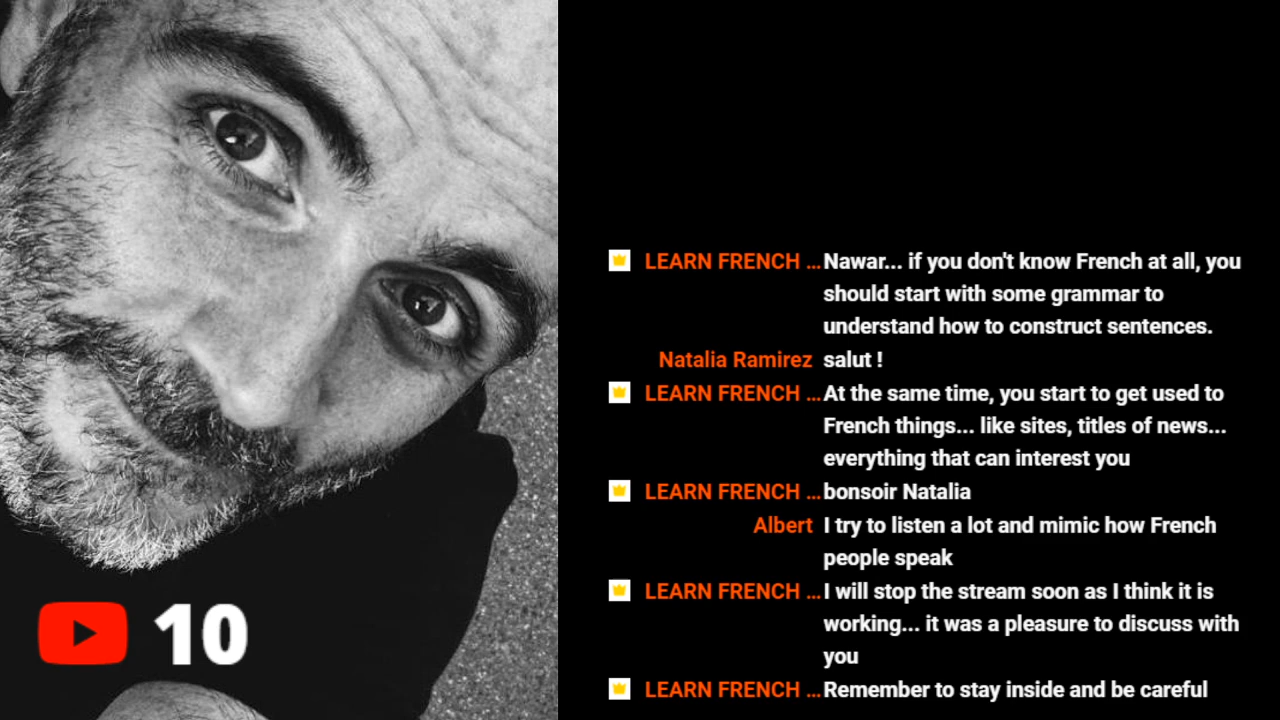 LEARN FRENCH ... Nawar... if you don't know French at all, you
should start with some grammar to
understand how to construct sentences.
Natalia Ramirez salut !
LEARN FRENCH ... At the same time, you start to get used to
French things... like sites, titles of news...
everything that can interest you
LEARN FRENCH ... bonsoir Natalia
Albert I try to listen a lot and mimic how French
people speak
LEARN FRENCH ... I will stop the stream soon as I think it is
working... it was a pleasure to discuss with
you
LEARN FRENCH ... Remember to stay inside and be careful
10